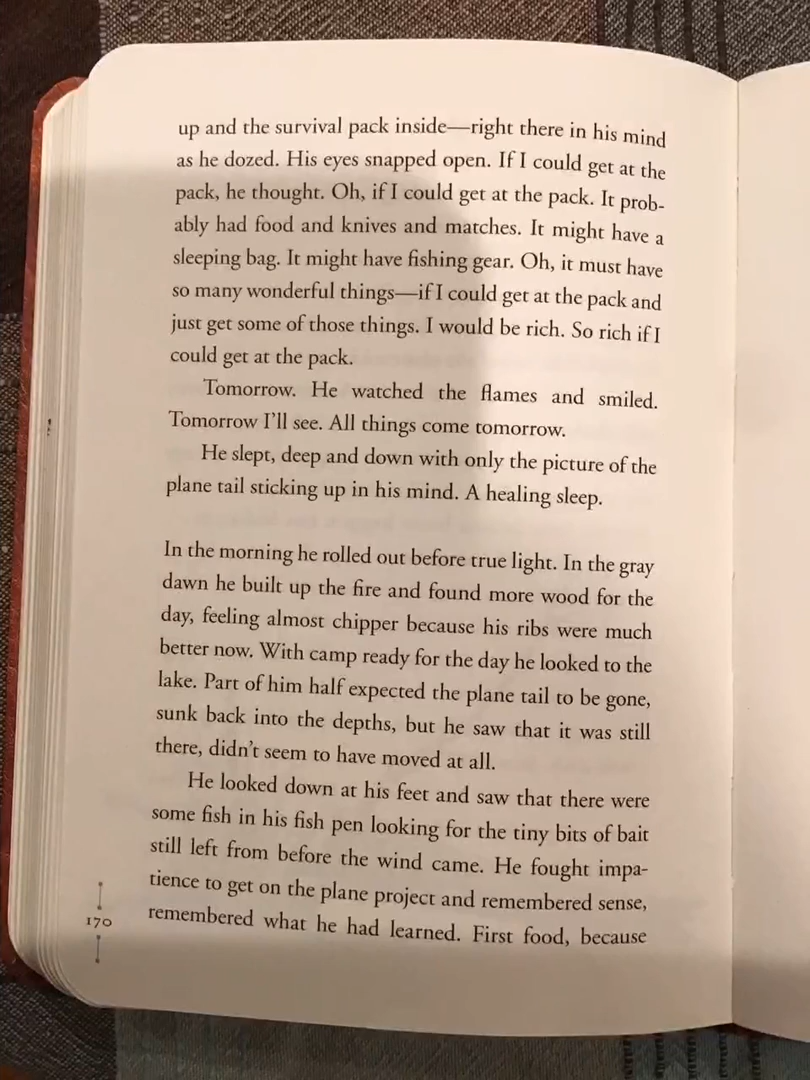 up and the survival pack inside—right there in his mind
as he dozed. His eyes snapped open. If I could get at the
pack, he thought. Oh, if I could get at the pack. It prob-
ably had food and knives and matches. It might have a
sleeping bag. It might have fishing gear. Oh, it must have
so many wonderful things—if I could get at the pack and
just get some of those things. I would be rich. So rich if I
could get at the pack.
Tomorrow. He watched the flames and smiled.
Tomorrow I'll see. All things come tomorrow.
He slept, deep and down with only the picture of the
plane tail sticking up in his mind. A healing sleep.
In the morning he rolled out before true light. In the gray
dawn he built up the fire and found more wood for the
day, feeling almost chipper because his ribs were much
better now. With camp ready for the day he looked to the
lake. Part of him half expected the plane tail to be gone,
sunk back into the depths, but he saw that it was still
there, didn't seem to have moved at all.
He looked down at his feet and saw that there were
some fish in his fish pen looking for the tiny bits of bait
still left from before the wind came. He fought impa-
tience to get on the plane project and remembered sense,
remembered what he had learned. First food, because
170